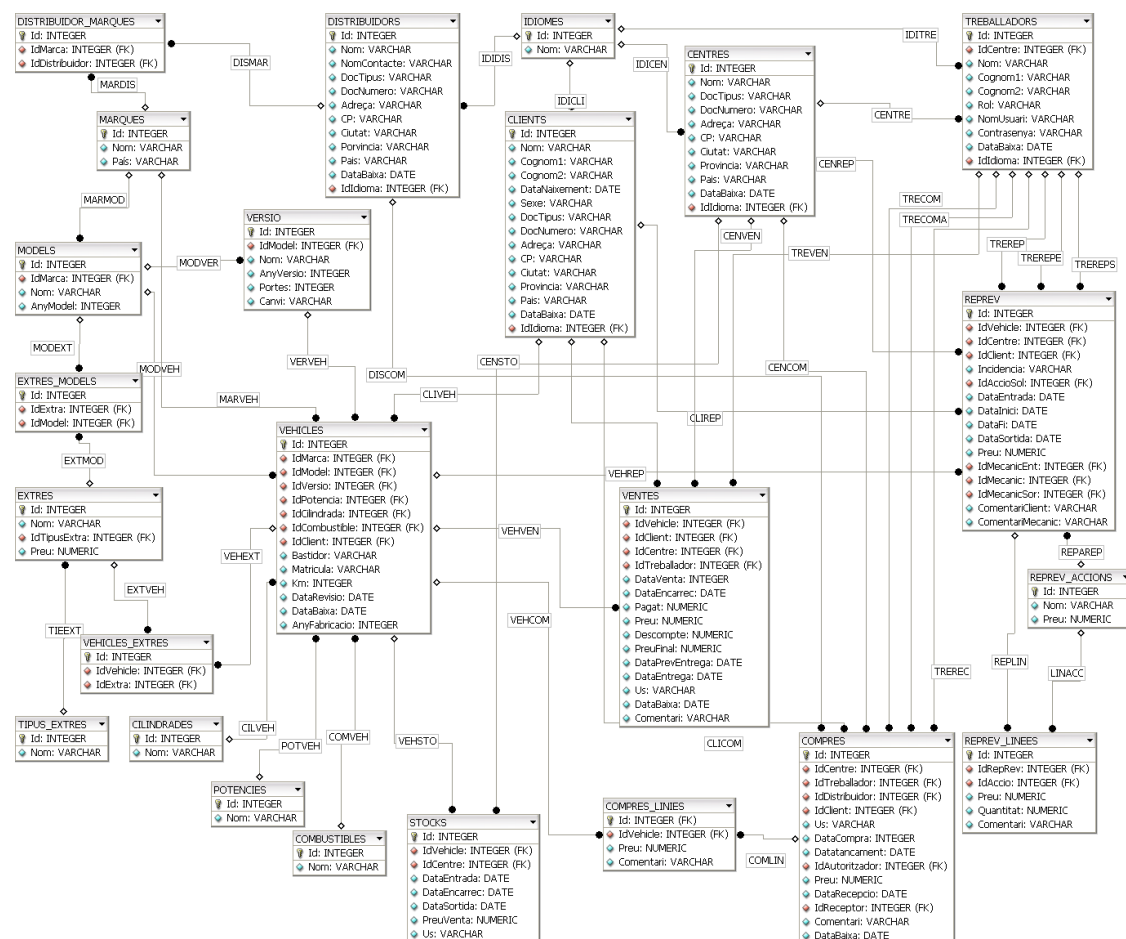 DISTRIBUIDOR_MARQUES
Id: INTEGER
IdMarca: INTEGER (FK)
IdDistribuidor: INTEGER (FK)
DISTRIBUIDORS
Id: INTEGER
Nom: VARCHAR
NomContacte: VARCHAR
DocTipus: VARCHAR
DocNumero: VARCHAR
Adreça: VARCHAR
CP: VARCHAR
Ciutat: VARCHAR
Porvincia: VARCHAR
Pais: VARCHAR
DataBaixa: DATE
IdIdioma: INTEGER (FK)
IDIOMES
Id: INTEGER
Nom: VARCHAR
CENTRES
Id: INTEGER
Nom: VARCHAR
DocTipus: VARCHAR
DocNumero: VARCHAR
Adreça: VARCHAR
CP: VARCHAR
Ciutat: VARCHAR
Provincia: VARCHAR
Pais: VARCHAR
DataBaixa: DATE
IdIdioma: INTEGER (FK)
TREBALLADORS
Id: INTEGER
IdCentre: INTEGER (FK)
Nom: VARCHAR
Cognom1: VARCHAR
Cognom2: VARCHAR
Rol: VARCHAR
NomUsuari: VARCHAR
Contrasenya: VARCHAR
DataBaixa: DATE
IdIdioma: INTEGER (FK)
DISMAR
IDIDIS
IDICLI
IDICEN
IDITRE
CENTRE
MARDIS
MARQUES
Id: INTEGER
Nom: VARCHAR
País: VARCHAR
CLIENTS
Id: INTEGER
Nom: VARCHAR
Cognom1: VARCHAR
Cognom2: VARCHAR
DataNaixement: DATE
Sexe: VARCHAR
DocTipus: VARCHAR
DocNumero: VARCHAR
Adreça: VARCHAR
CP: VARCHAR
Ciutat: VARCHAR
Provincia: VARCHAR
Pais: VARCHAR
DataBaixa: DATE
IdIdioma: INTEGER (FK)
CENREP
TRECOM
TRECOMA
CENVEN
TREVEN
TREREP
TREREPE
TREREPS
MARMOD
VERSIO
Id: INTEGER
IdModel: INTEGER (FK)
Nom: VARCHAR
AnyVersio: INTEGER
Portes: INTEGER
Canvi: VARCHAR
MODELS
Id: INTEGER
IdMarca: INTEGER (FK)
Nom: VARCHAR
AnyModel: INTEGER
MODVER
REPREV
Id: INTEGER
IdVehicle: INTEGER (FK)
IdCentre: INTEGER (FK)
IdClient: INTEGER (FK)
Incidencia: VARCHAR
IdAccioSol: INTEGER (FK)
DataEntrada: DATE
DataInici: DATE
DataFi: DATE
DataSortida: DATE
Preu: INTEGER
IdMecanicEnt: INTEGER (FK)
IdMecanic: INTEGER (FK)
IdMecanicSor: INTEGER (FK)
ComentariClient: VARCHAR
ComentariMecanic: VARCHAR
MODEXT
MODVEH
VERVEH
DISCOM
CENSTO
CENCOM
MARVEH
CLIVEH
CLIREP
EXTRES_MODELS
Id: INTEGER
IdExtra: INTEGER (FK)
IdModel: INTEGER (FK)
EXTMOD
VEHICLES
Id: INTEGER
IdMarca: INTEGER (FK)
IdModel: INTEGER (FK)
IdVersio: INTEGER (FK)
IdPotencia: INTEGER (FK)
IdCilindrada: INTEGER (FK)
IdCombustible: INTEGER (FK)
IdClient: INTEGER (FK)
Bastidor: VARCHAR
Matricula: VARCHAR
Km: INTEGER
DataRevisio: DATE
DataBaixa: DATE
AnyFabricacio: INTEGER
VEHREP
EXTRES
Id: INTEGER
Nom: VARCHAR
IdTipusExtra: INTEGER (FK)
Preu: NUMERIC
VENTES
Id: INTEGER
IdVehicle: INTEGER (FK)
IdClient: INTEGER (FK)
IdCentre: INTEGER (FK)
IdTreballador: INTEGER (FK)
DataVenta: INTEGER
DataEncarrec: DATE
Pagat: NUMERIC
Preu: NUMERIC
Descompte: NUMERIC
PreuFinal: NUMERIC
DataPrevEntrega: DATE
DataEntrega: DATE
Us: VARCHAR
DataBaixa: DATE
Comentari: VARCHAR
VEHEXT
VEHVEN
REPAREP
REPREV_ACCIONS
Id: INTEGER
Nom: VARCHAR
Preu: NUMERIC
EXTVEH
TIEEXT
VEHCOM
VEHICLES_EXTRES
Id: INTEGER
IdVehicle: INTEGER (FK)
IdExtra: INTEGER (FK)
REPLIN
LINACC
TREREC
TIPUS_EXTRES
Id: INTEGER
Nom: VARCHAR
CILINDRADES
Id: INTEGER
Nom: VARCHAR
CILVEH
POTVEH
COMVEH
VEHSTO
CLICOM
COMPRES
Id: INTEGER
IdCentre: INTEGER (FK)
IdTreballador: INTEGER (FK)
IdDistribuidor: INTEGER (FK)
IdClient: INTEGER (FK)
Us: VARCHAR
DataCompra: INTEGER
Datatancament: DATE
IdAutoritzador: INTEGER (FK)
Preu: NUMERIC
DataRecepcio: DATE
IdReceptor: INTEGER (FK)
Comentari: VARCHAR
DataBaixa: DATE
REPREV_LINEES
Id: INTEGER
IdRepRev: INTEGER (FK)
IdAccio: INTEGER (FK)
Preu: NUMERIC
Quantitat: NUMERIC
Comentari: VARCHAR
POTENCIES
Id: INTEGER
Nom: VARCHAR
COMBUSTIBLES
Id: INTEGER
Nom: VARCHAR
STOCKS
Id: INTEGER
IdVehicle: INTEGER (FK)
IdCentre: INTEGER (FK)
DataEntrada: DATE
DataEncarrec: DATE
DataSortida: DATE
PreuVenta: NUMERIC
Us: VARCHAR
COMPRES_LINIES
Id: INTEGER
IdVehicle: INTEGER (FK)
Preu: NUMERIC
Comentari: VARCHAR
COMLIN